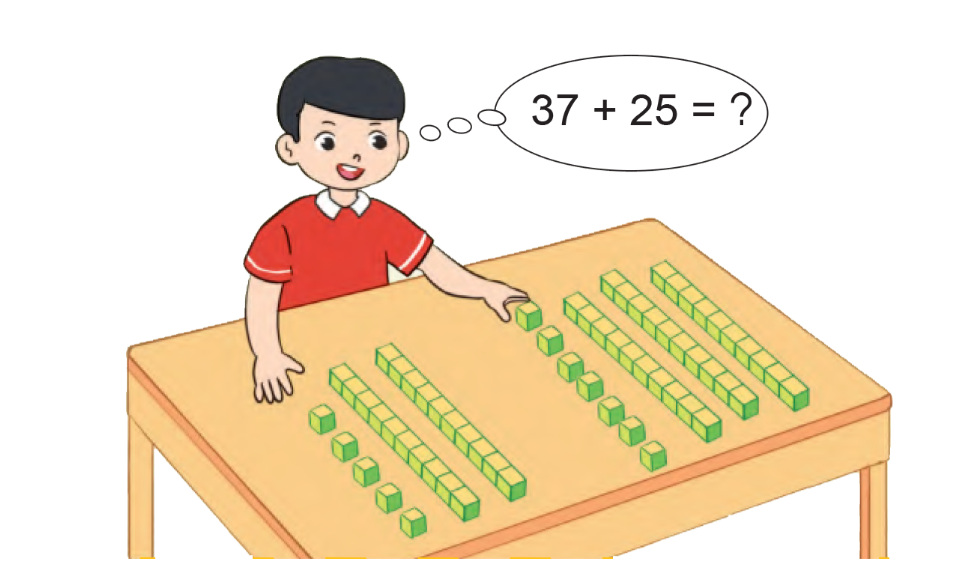 37 + 25 = ?